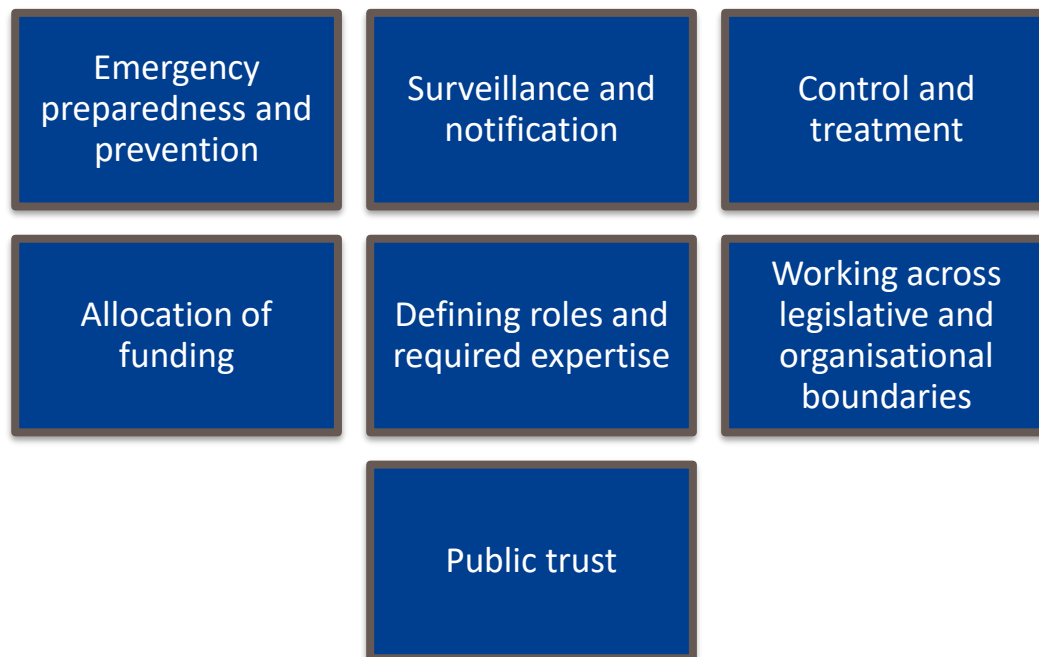 Emergency
preparedness and
prevention
Surveillance and
notification
Control and
treatment
Allocation of
funding
Defining roles and
required expertise
Working across
legislative and
organisational
boundaries
Public trust